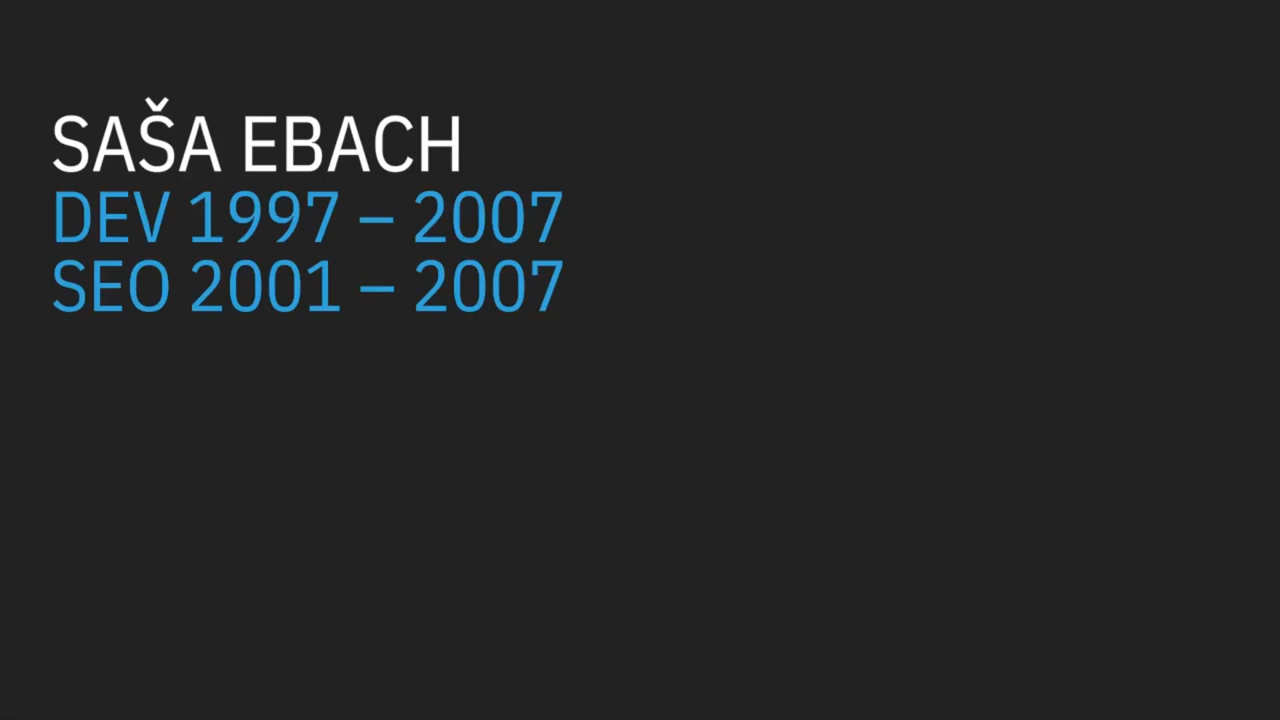 SAŠA EBACH
DEV 1997 – 2007
SEO 2001 – 2007